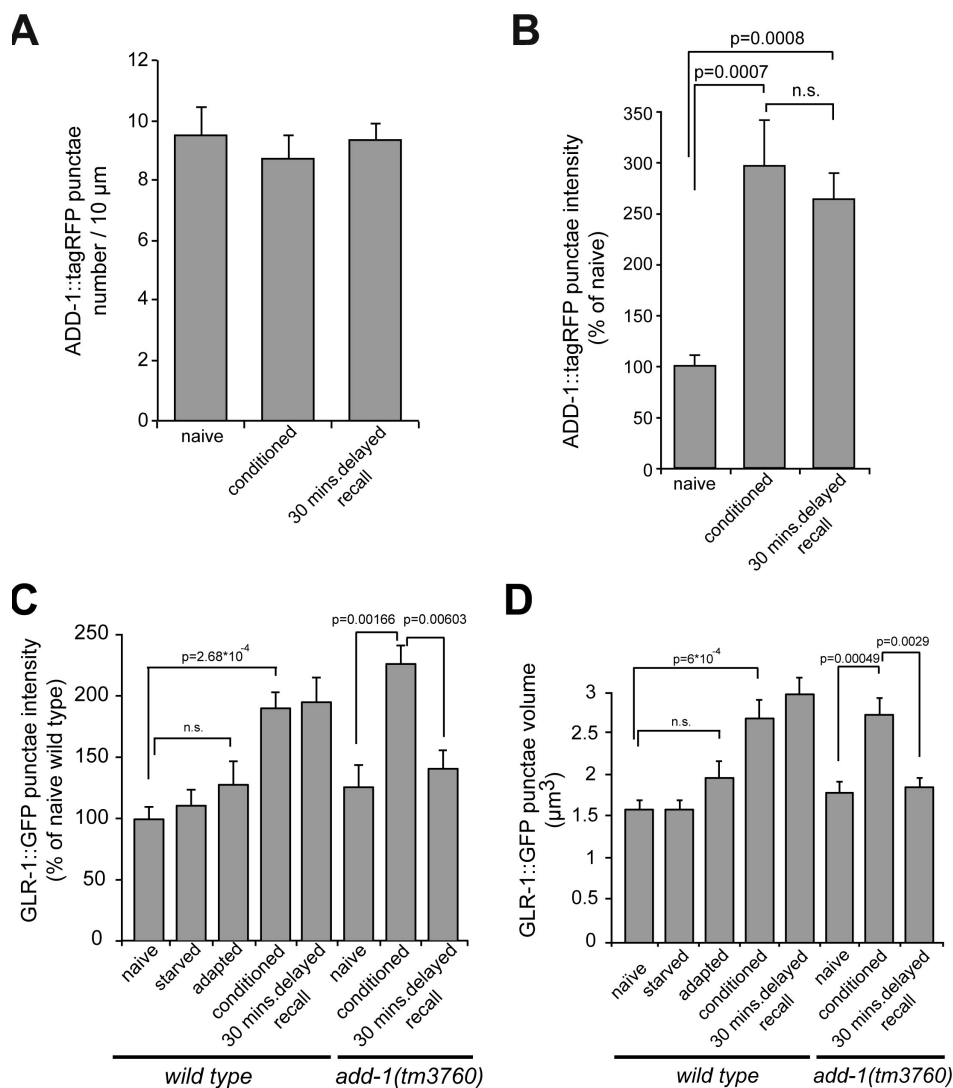 A
12
10
8
6
4
2
0
ADD-1::tagRFP punctae
number / 10 µm
naive
conditioned
30 mins.delayed
recall
B
p=0.0008
p=0.0007
n.s.
350
300
250
200
150
100
50
0
ADD-1::tagRFP punctae intensity
(% of naive)
naive
conditioned
30 mins.delayed
recall
C
250
200
150
100
50
0
GLR-1::GFP punctae intensity
(% of naive wild type)
p=2.68*10-4
n.s.
p=0.00166
p=0.00603
naive
starved
adapted
conditioned
30 mins.delayed
recall
naive
conditioned
30 mins.delayed
recall
wild type
add-1(tm3760)
D
3
2.5
2
1.5
1
0.5
0
GLR-1::GFP punctae volume
(µm3)
p=6*10-4
n.s.
p=0.00049
p=0.0029
naive
starved
adapted
conditioned
30 mins.delayed
recall
naive
conditioned
30 mins.delayed
recall
wild type
add-1(tm3760)